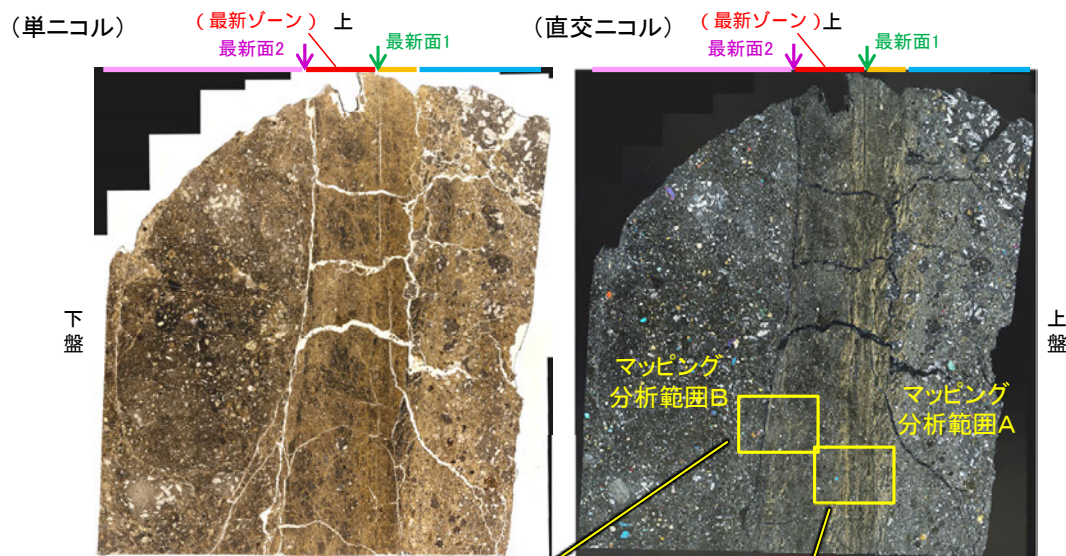 (単ニコル)
(最新ゾーン)
上
最新面2
最新面1
(直交ニコル)
(最新ゾーン)
上
最新面2
最新面1
下
盤
上
盤
マッピング
分析範囲B
マッピング
分析範囲A